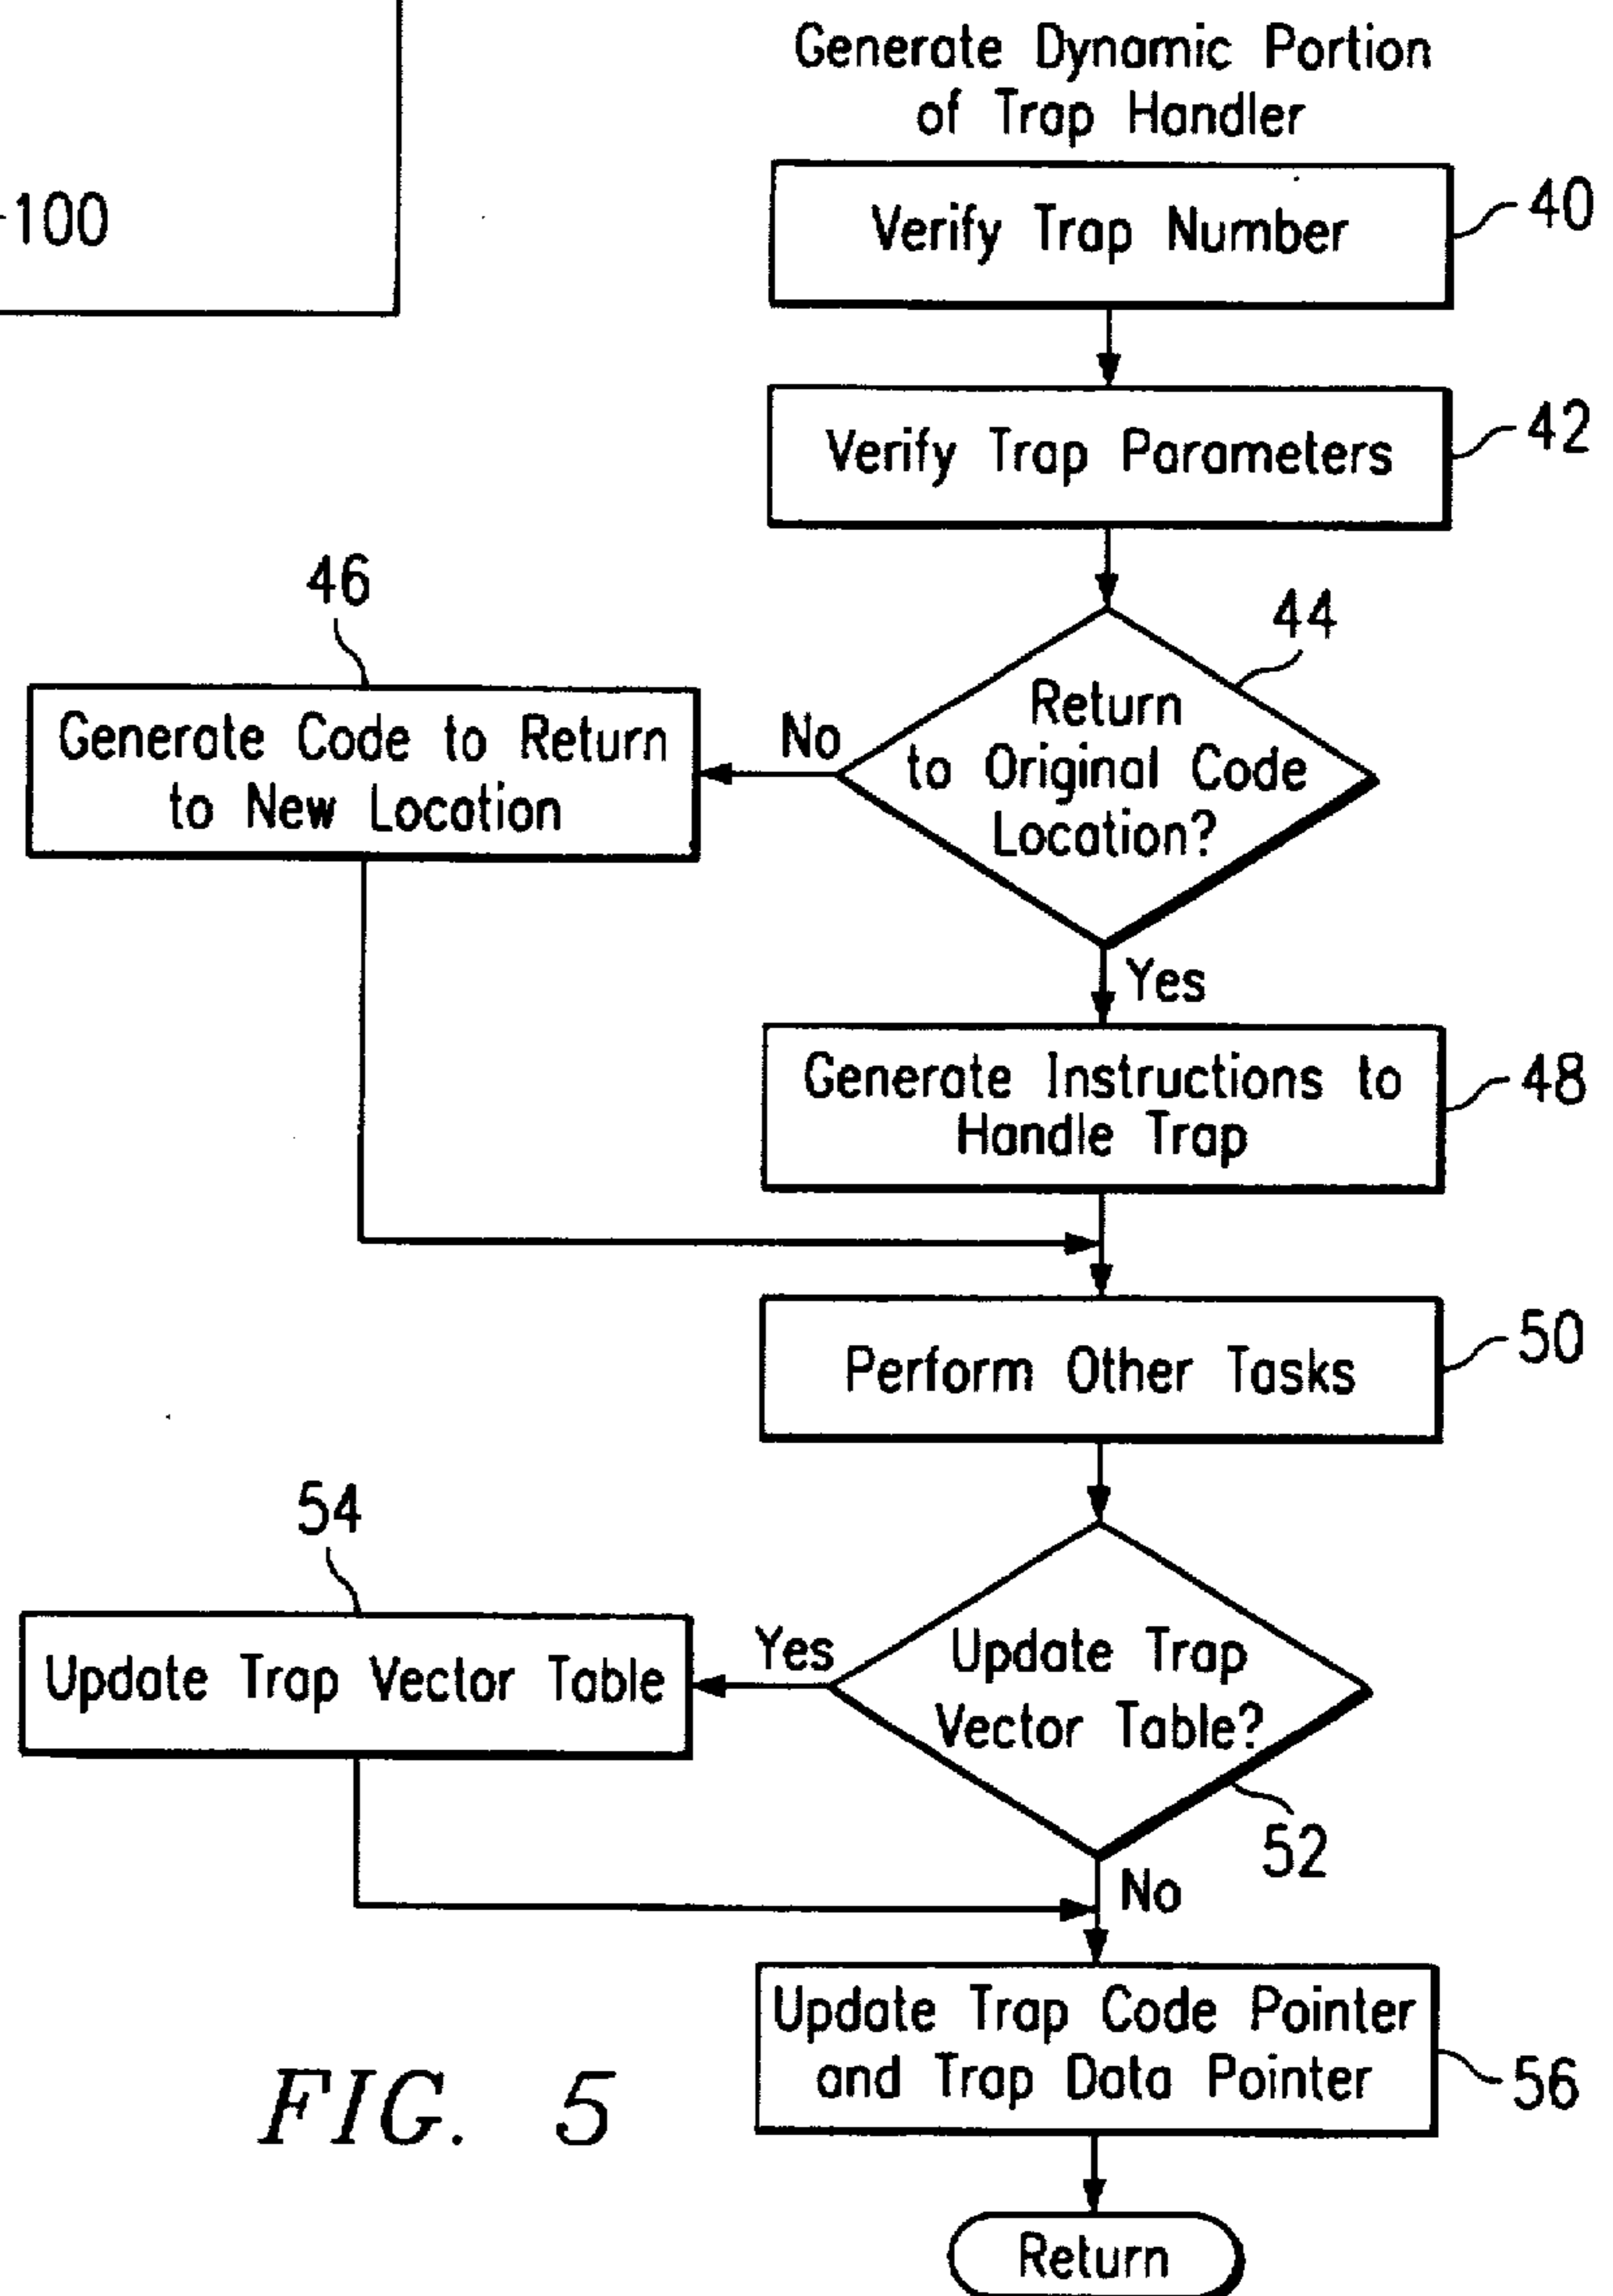 Generate Dynamic Portion
of Trap Handler
100
Verify Trap Number
40
Verify Trap Parameters
42
46
44
Generate Code to Return
to New Location
No
Return
to Original Code
Location?
Yes
Generate Instructions to
Handle Trap
48
Perform Other Tasks
50
54
Update Trap Vector Table
Yes
Update Trap
Vector Table?
52
No
Update Trap Code Pointer
and Trap Data Pointer
56
FIG. 5
Return